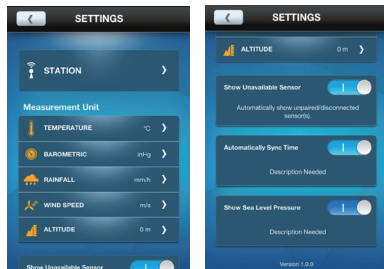 SETTINGS
STATION
Measurement Unit
TEMPERATURE °C
BAROMETRIC inHg
RAINFALL mm/h
WIND SPEED m/s
ALTITUDE 0 m
Show Unavailable Sensor
SETTINGS
ALTITUDE 0 m
Show Unavailable Sensor
Automatically show unpaired/disconnected
sensor(s).
Automatically Sync Time
Description Needed
Show Sea Level Pressure
Description Needed
Version 1.0.0